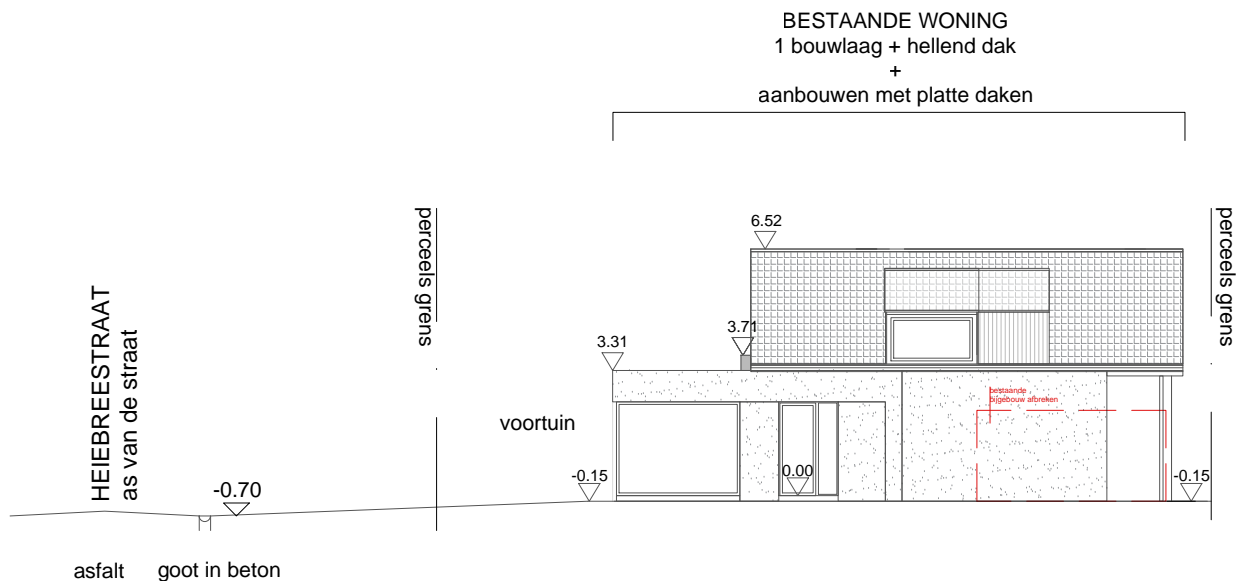 BESTAANDE WONING
1 bouwlaag + hellend dak
+
aanbouwen met platte daken
perceels grens
perceels grens
6.52
3.71
3.31
HEIEBREESTRAAT
as van de straat
voortuin
bestaande
bijgebouw afbreken
-0.15
0.00
-0.15
-0.70
asfalt
goot in beton